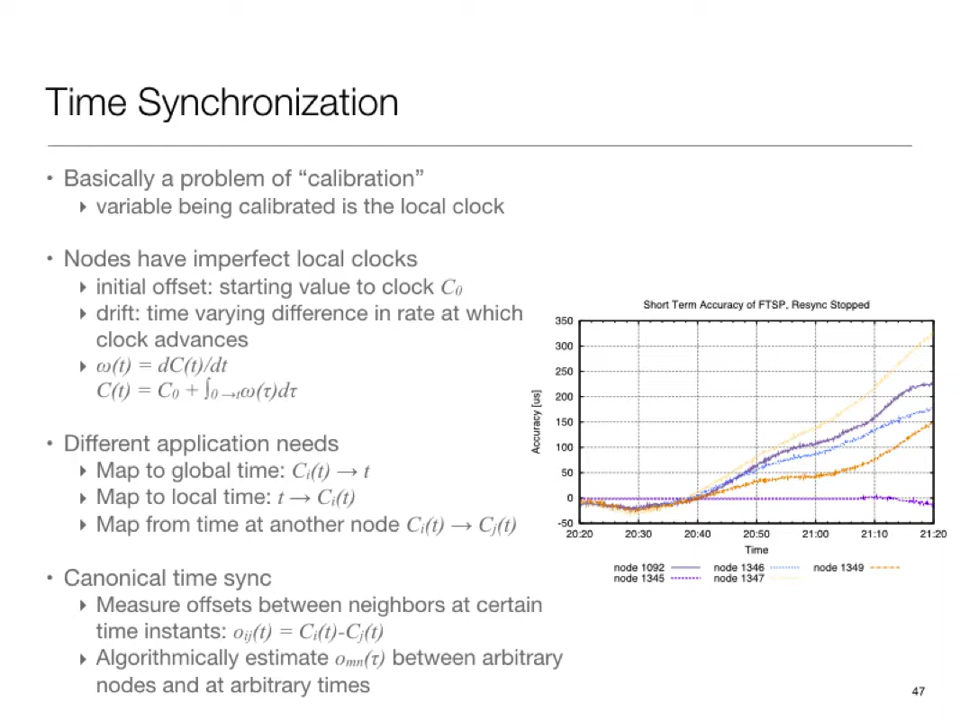 Time Synchronization
• Basically a problem of “calibration”
‣ variable being calibrated is the local clock
• Nodes have imperfect local clocks
‣ initial offset: starting value to clock C₀
‣ drift: time varying difference in rate at which
clock advances
‣ ω(t) = dC(t)/dt
C(t) = C₀ + ∫₀→ₜω(τ)dτ
• Different application needs
‣ Map to global time: Cᵢ(t) → t
‣ Map to local time: t → Cᵢ(t)
‣ Map from time at another node Cᵢ(t) → Cⱼ(t)
• Canonical time sync
‣ Measure offsets between neighbors at certain
time instants: oᵢⱼ(t) = Cᵢ(t)-Cⱼ(t)
‣ Algorithmically estimate oₘₙ(τ) between arbitrary
nodes and at arbitrary times
Short Term Accuracy of FTSP, Resync Stopped
Accuracy [us]
350
300
250
200
150
100
50
0
-50
20:20 20:30 20:40 20:50 21:00 21:10 21:20
Time
node 1092 node 1346 node 1349
node 1345 node 1347
47